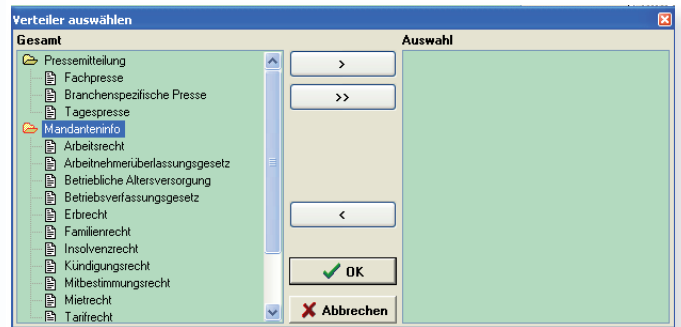 Verteiler auswählen
Gesamt
Auswahl
Pressemitteilung
Fachpresse
Branchenspezifische Presse
Tagespresse
Mandanteninfo
Arbeitsrecht
Arbeitnehmerüberlassungsgesetz
Betriebliche Altersversorgung
Betriebsverfassungsgesetz
Erbrecht
Familienrecht
Insolvenzrecht
Kündigungsrecht
Mitbestimmungsrecht
Mietrecht
Tarifrecht
>
>>
<
OK
Abbrechen